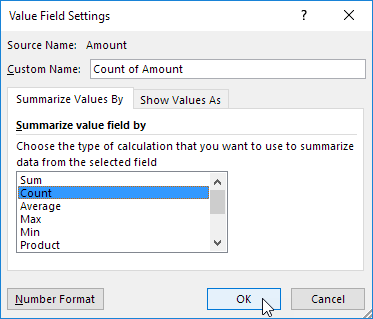 Value Field Settings ? ×
Source Name: Amount
Custom Name: Count of Amount
Summarize Values By Show Values As
Summarize value field by
Choose the type of calculation that you want to use to summarize
data from the selected field
Sum
Count
Average
Max
Min
Product
Number Format OK Cancel